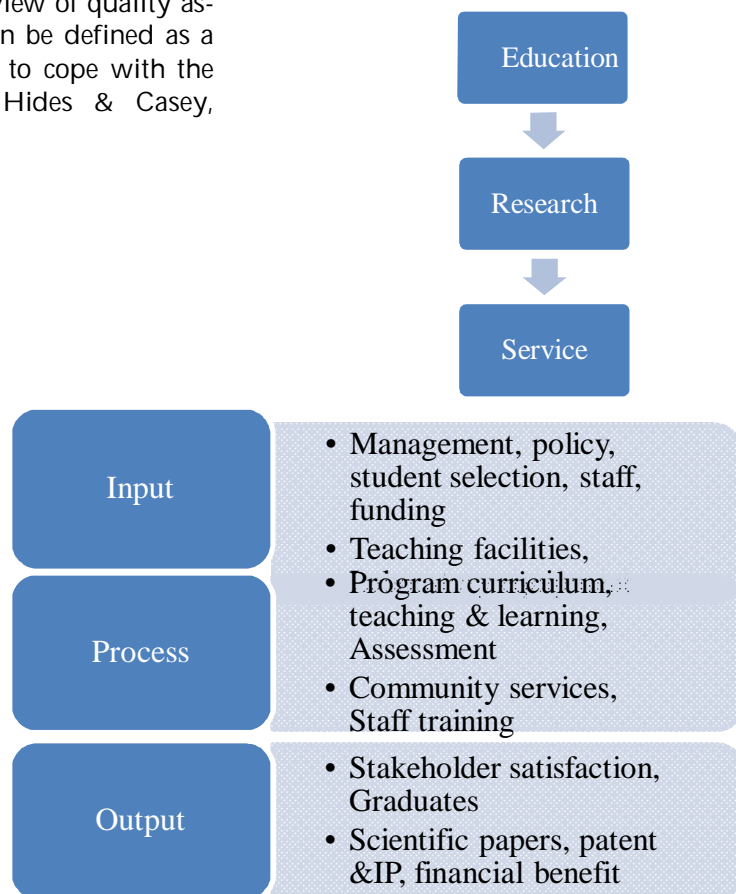 view of quality as-
n be defined as a
to cope with the
Hides & Casey,
Education
Research
Service
Input
• Management, policy,
student selection, staff,
funding
• Teaching facilities,
Process
• Program curriculum,
teaching & learning,
Assessment
• Community services,
Staff training
Output
• Stakeholder satisfaction,
Graduates
• Scientific papers, patent
&IP, financial benefit